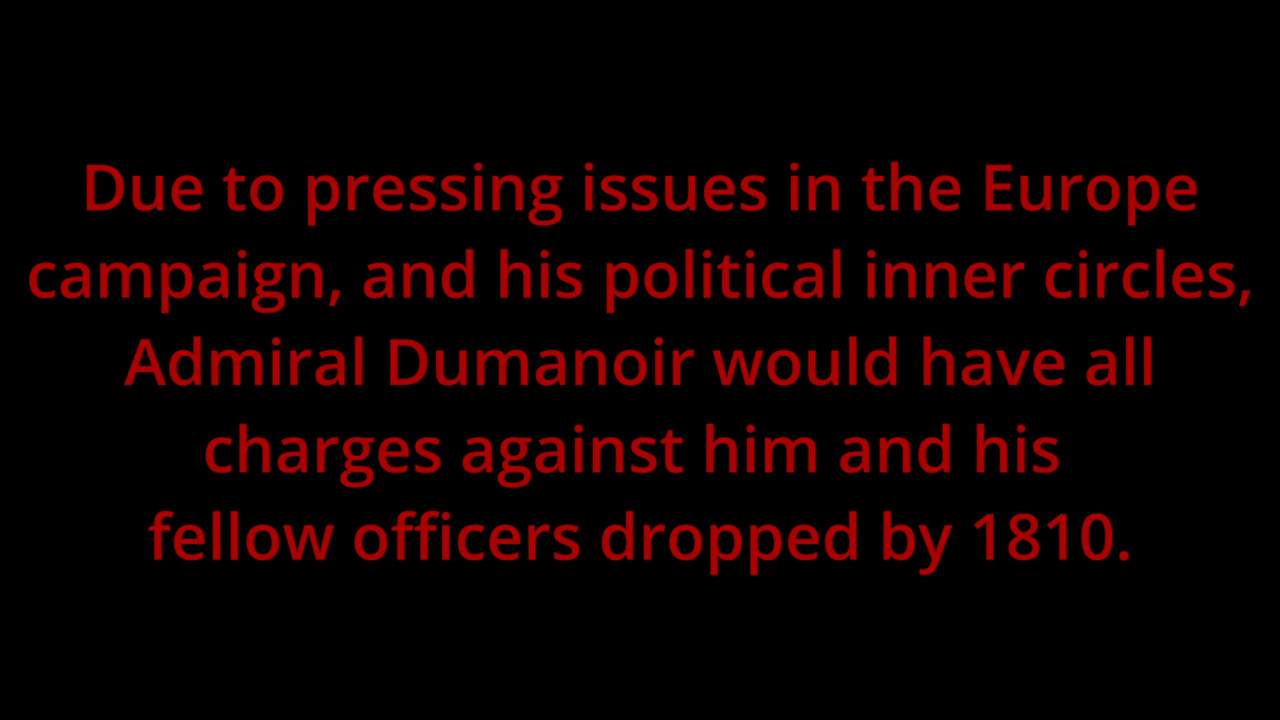 Due to pressing issues in the Europe
campaign, and his political inner circles,
Admiral Dumanoir would have all
charges against him and his
fellow officers dropped by 1810.